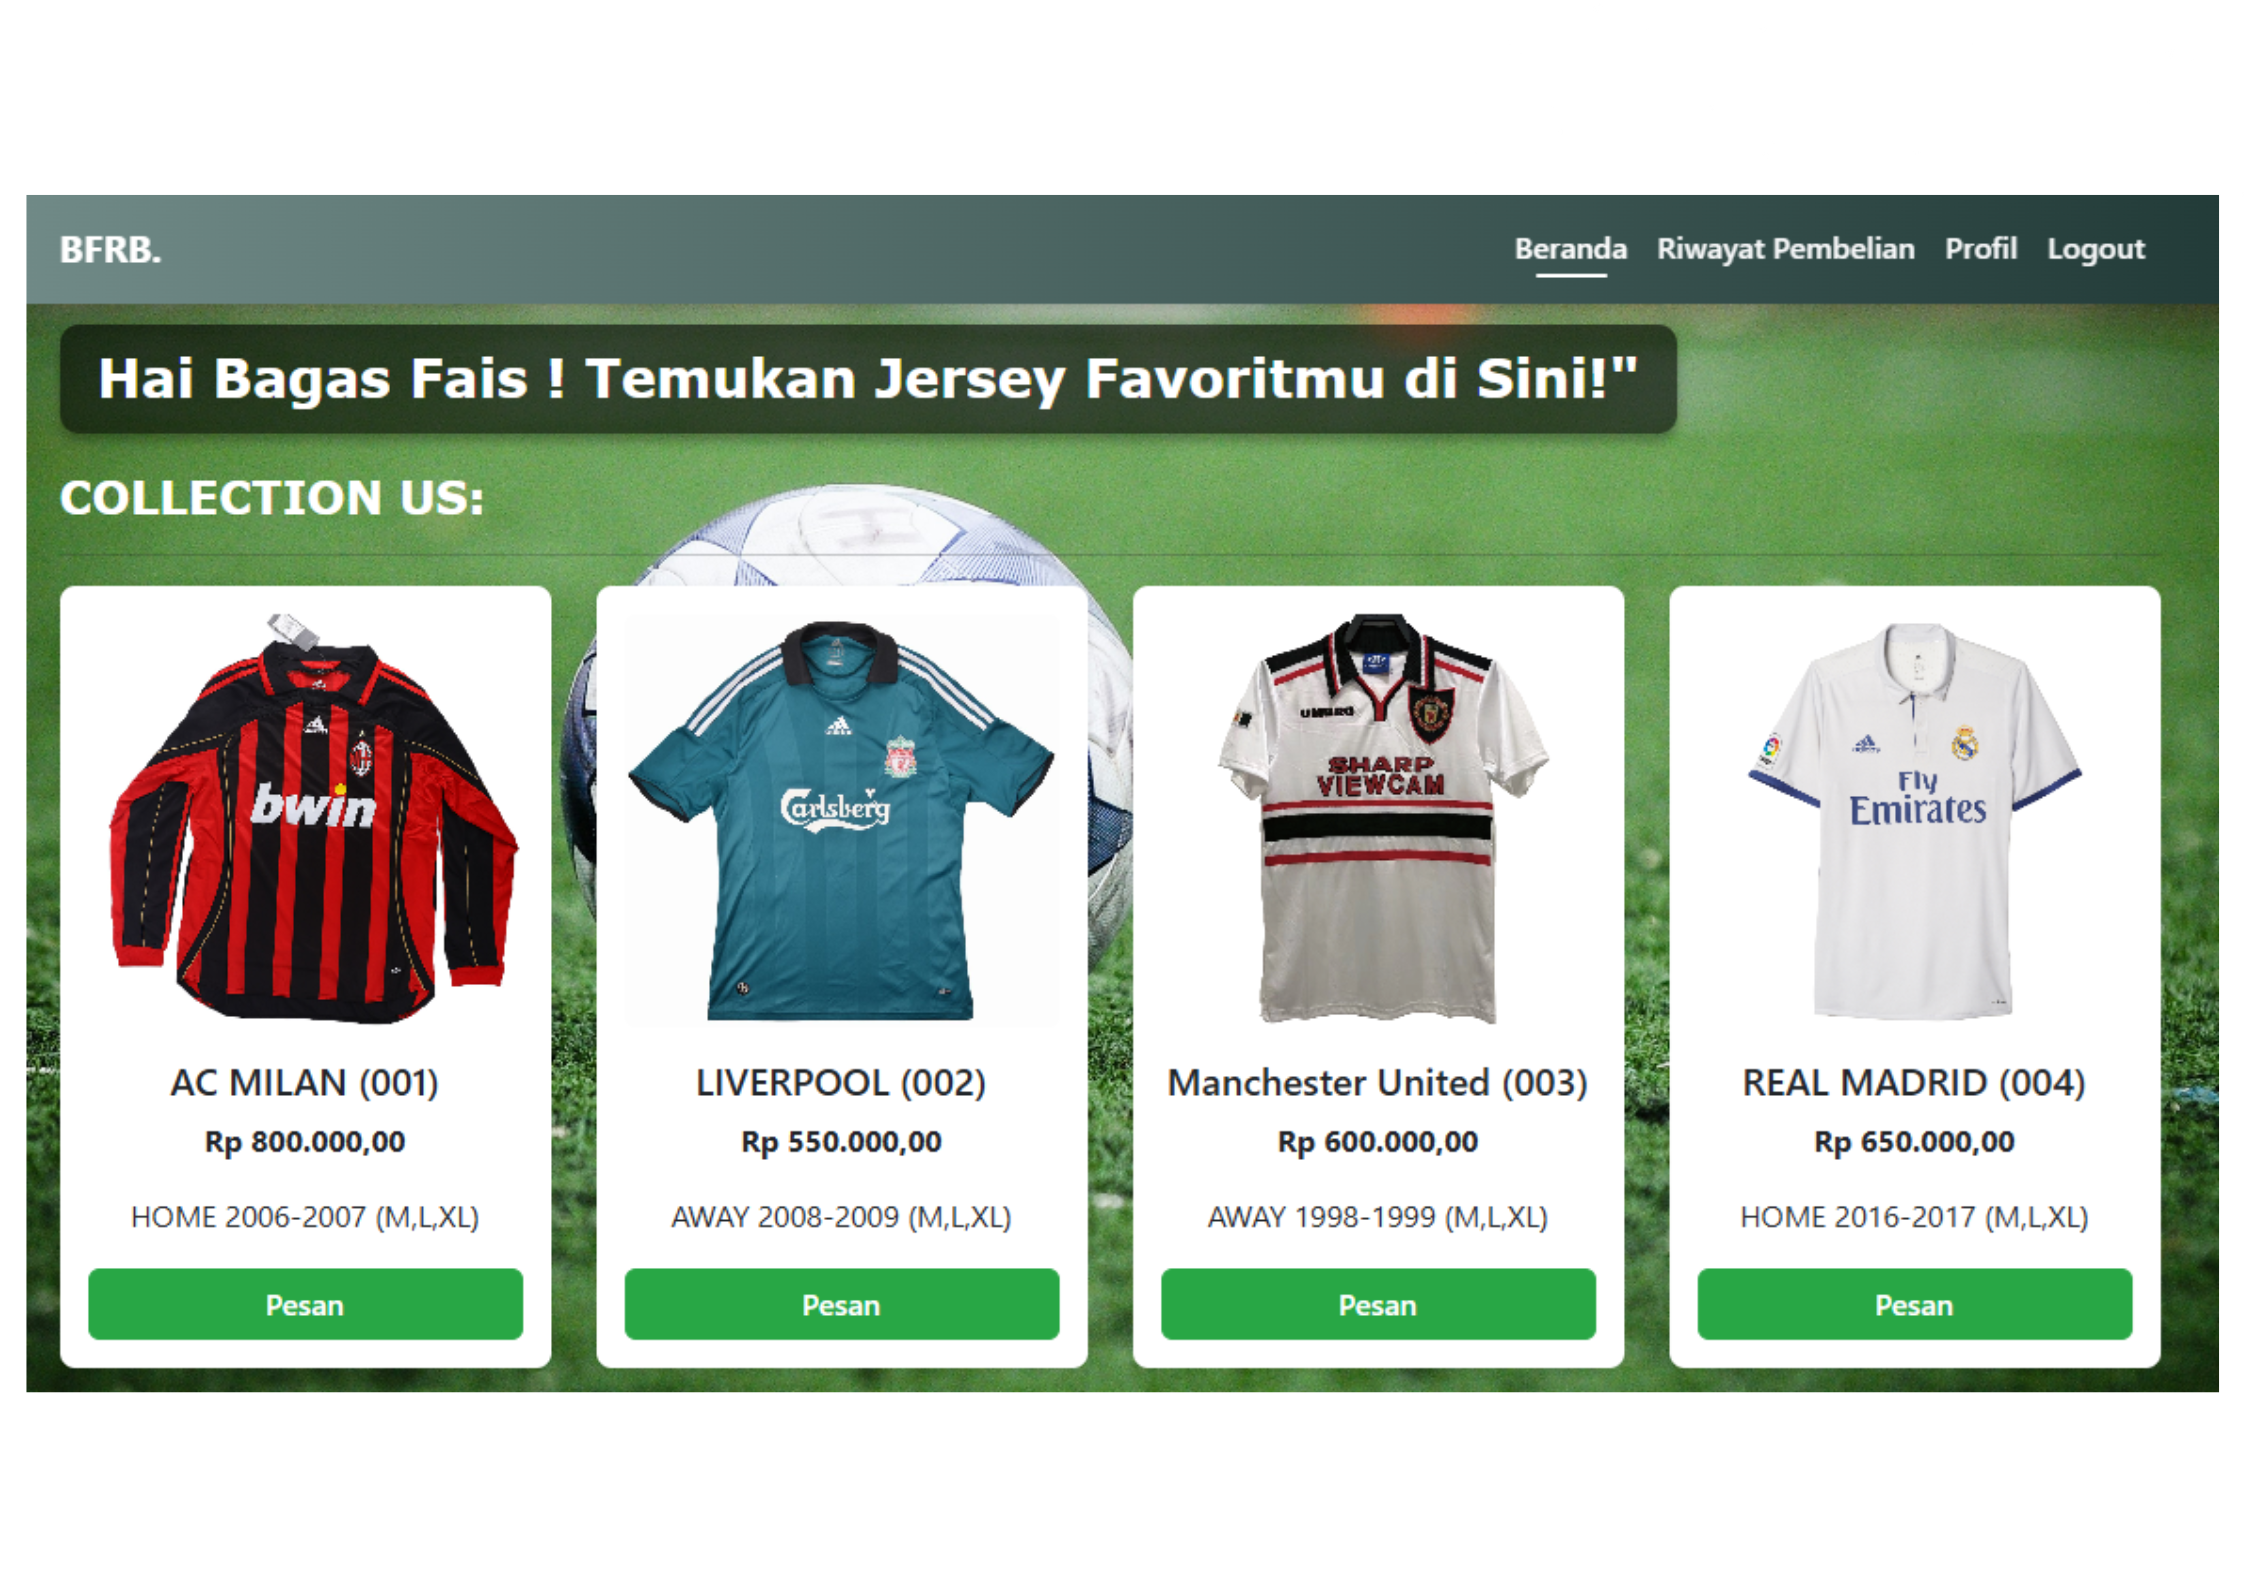 BFRB.
Beranda Riwayat Pembelian Profil Logout
Hai Bagas Fais ! Temukan Jersey Favoritmu di Sini!"
COLLECTION US:
bwin
Carlsberg
UMBRO
SHARP
VIEWCAM
Fly
Emirates
AC MILAN (001)
Rp 800.000,00
HOME 2006-2007 (M,L,XL)
Pesan
LIVERPOOL (002)
Rp 550.000,00
AWAY 2008-2009 (M,L,XL)
Pesan
Manchester United (003)
Rp 600.000,00
AWAY 1998-1999 (M,L,XL)
Pesan
REAL MADRID (004)
Rp 650.000,00
HOME 2016-2017 (M,L,XL)
Pesan